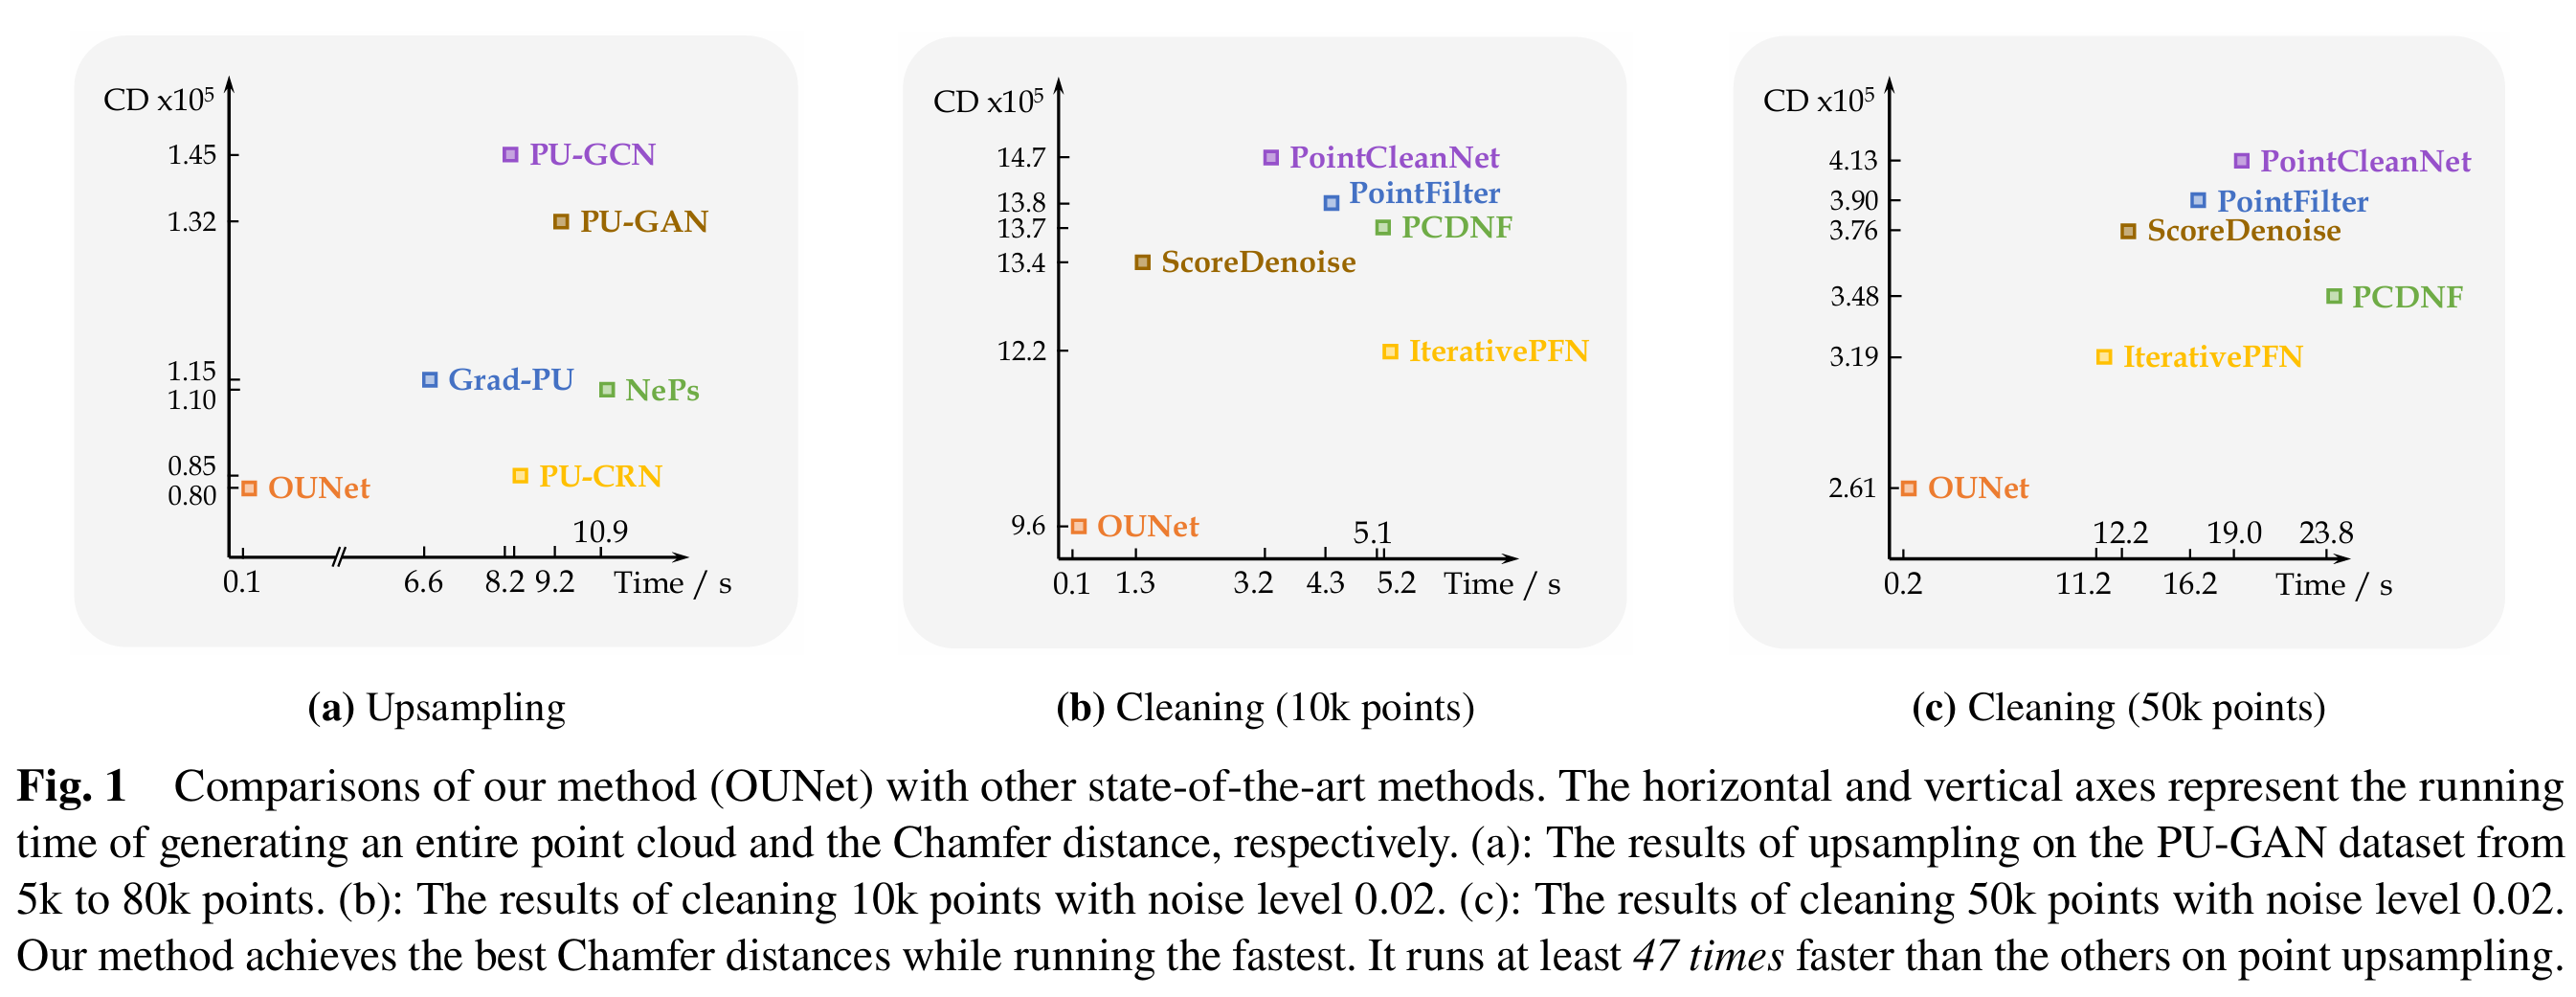 CD x10⁵
1.45
1.32
1.15
1.10
0.85
0.80
PU-GCN
PU-GAN
Grad-PU
NePs
PU-CRN
OUNet
10.9
0.1 6.6 8.2 9.2 Time / s
(a) Upsampling
CD x10⁵
14.7
13.8
13.7
13.4
12.2
9.6
PointCleanNet
PointFilter
PCDNF
ScoreDenoise
IterativePFN
OUNet
5.1
0.1 1.3 3.2 4.3 5.2 Time / s
(b) Cleaning (10k points)
CD x10⁵
4.13
3.90
3.76
3.48
3.19
2.61
PointCleanNet
PointFilter
ScoreDenoise
PCDNF
IterativePFN
OUNet
12.2 19.0 23.8
0.2 11.2 16.2 Time / s
(c) Cleaning (50k points)
Fig. 1 Comparisons of our method (OUNet) with other state-of-the-art methods. The horizontal and vertical axes represent the running
time of generating an entire point cloud and the Chamfer distance, respectively. (a): The results of upsampling on the PU-GAN dataset from
5k to 80k points. (b): The results of cleaning 10k points with noise level 0.02. (c): The results of cleaning 50k points with noise level 0.02.
Our method achieves the best Chamfer distances while running the fastest. It runs at least 47 times faster than the others on point upsampling.